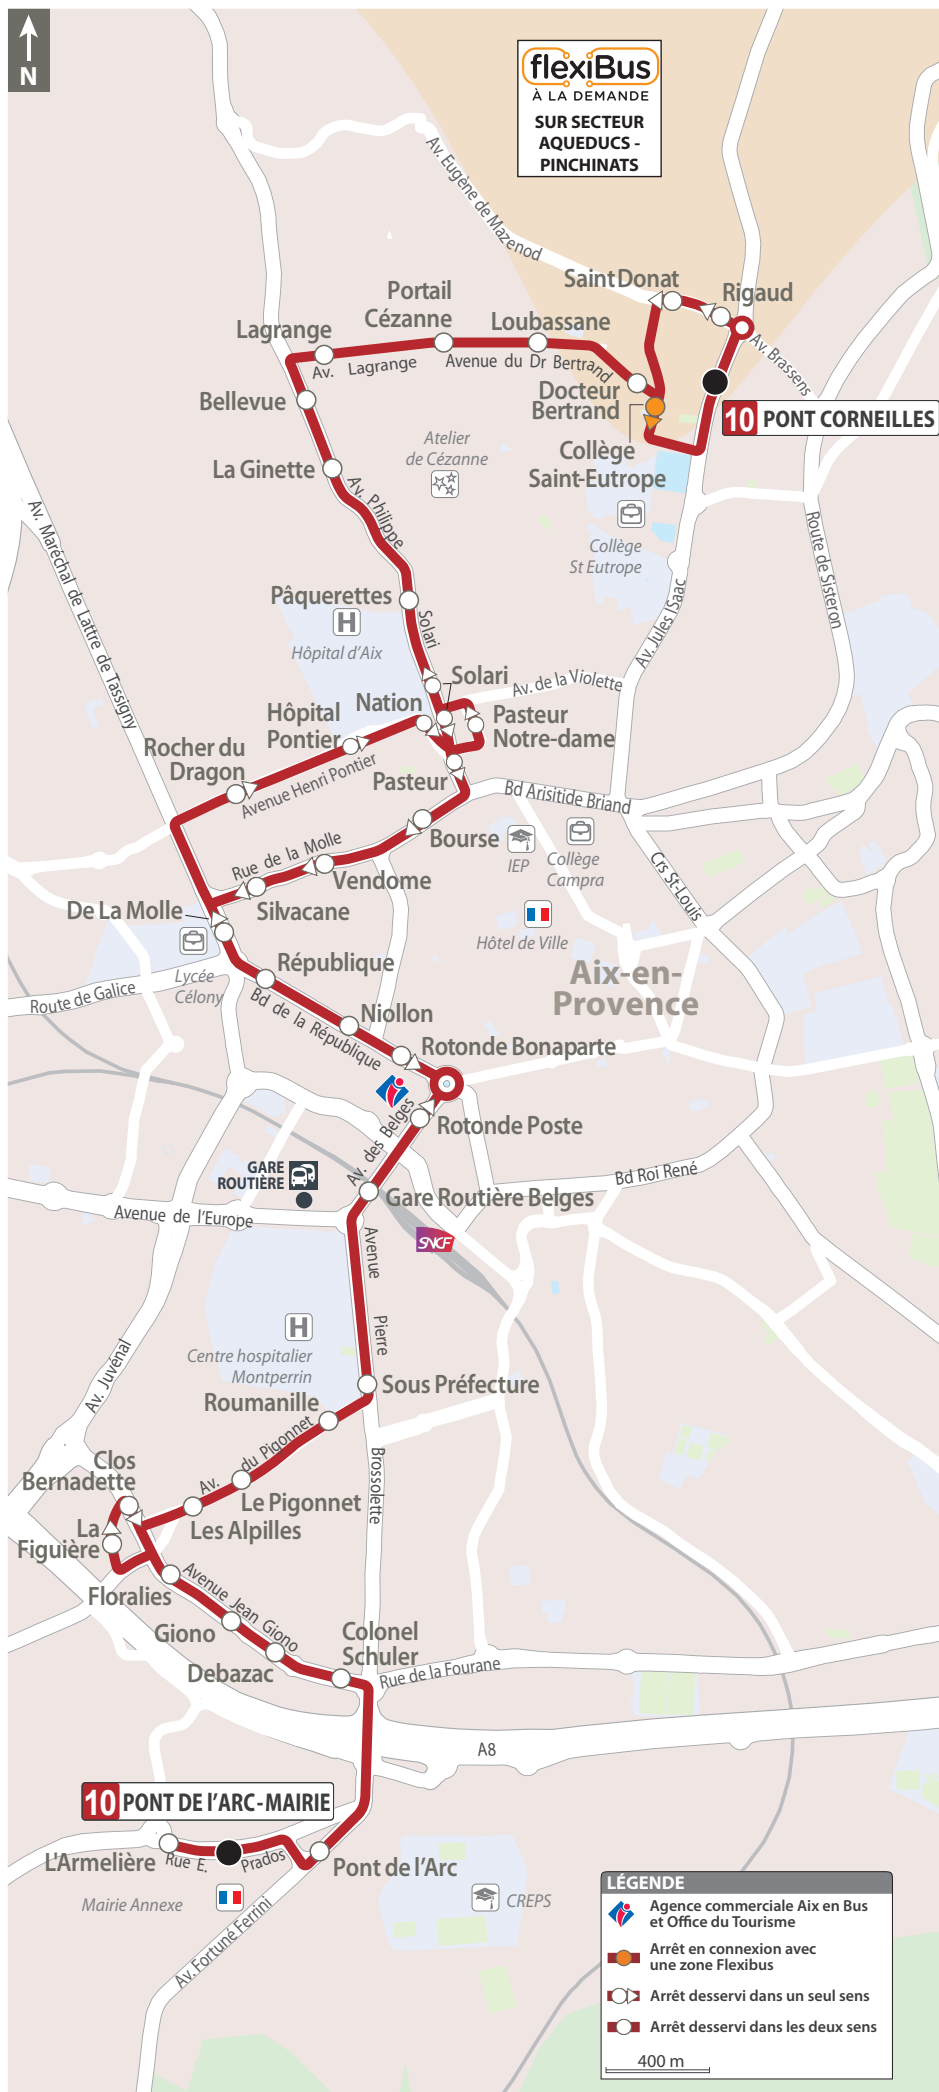 N
flexiBus
À LA DEMANDE
SUR SECTEUR
AQUEDUCS -
PINCHINATS
Av. Eugène de Mazenod
Saint Donat
Rigaud
Av. Brassens
Portail
Cézanne
Loubassane
Lagrange
Av. Lagrange
Avenue du Dr Bertrand
Docteur
Bertrand
Bellevue
10 PONT CORNEILLES
Collège
Saint-Eutrope
Atelier
de Cézanne
La Ginette
Av. Philippe
Solari
Collège
St Eutrope
Route de Sisteron
Av. Maréchal de Lattre de Tassigny
Pâquerettes
H
Hôpital d'Aix
Av. Jules ISaac
Solari
Av. de la Violette
Nation
Hôpital
Pontier
Pasteur
Notre-dame
Rocher du
Dragon
Avenue Henri Pontier
Pasteur
Bd Arisitide Briand
Bourse
IEP
Collège
Campra
Rue de la Molle
Vendome
Crs St-Louis
Silvacane
De La Molle
Hôtel de Ville
Lycée
Célony
République
Aix-en-
Provence
Route de Galice
Bd de la République
Niollon
Rotonde Bonaparte
Rotonde Poste
Av. des Belges
GARE
ROUTIÈRE
Bd Roi René
Gare Routière Belges
Avenue de l'Europe
SNCF
Avenue
Pierre
Brossolette
H
Centre hospitalier
Montperrin
Av. Juvénal
Sous Préfecture
Roumanille
Av. du Pigonnet
Clos
Bernadette
Le Pigonnet
Les Alpilles
La
Figuière
Floralies
Avenue Jean Giono
Giono
Colonel
Schuler
Debazac
Rue de la Fourane
A8
10 PONT DE l'ARC-MAIRIE
L'Armelière
Rue E. Prados
Pont de l'Arc
Mairie Annexe
CREPS
Av. Fortuné Ferrini
LÉGENDE
Agence commerciale Aix en Bus
et Office du Tourisme
Arrêt en connexion avec
une zone Flexibus
Arrêt desservi dans un seul sens
Arrêt desservi dans les deux sens
400 m